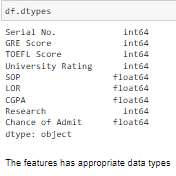 df.dtypes
Serial No. int64
GRE Score int64
TOEFL Score int64
University Rating int64
SOP float64
LOR float64
CGPA float64
Research int64
Chance of Admit float64
dtype: object
The features has appropriate data types